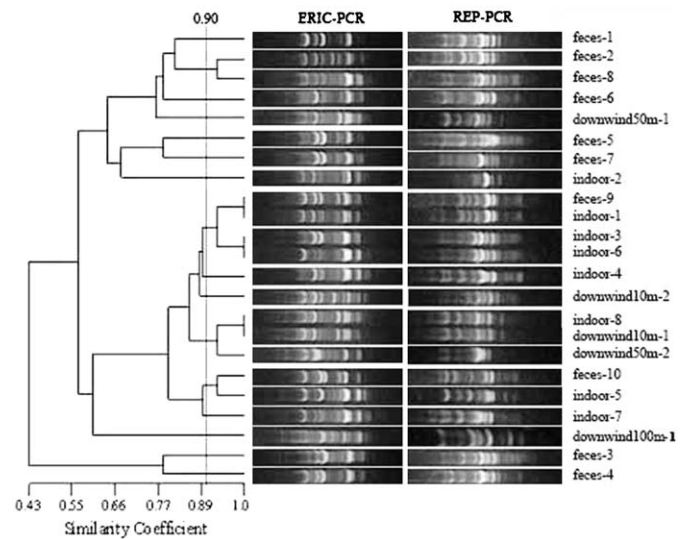 0.90 ERIC-PCR REP-PCR
feces-1
feces-2
feces-8
feces-6
downwind50m-1
feces-5
feces-7
indoor-2
feces-9
indoor-1
indoor-3
indoor-6
indoor-4
downwind10m-2
indoor-8
downwind10m-1
downwind50m-2
feces-10
indoor-5
indoor-7
downwind100m-1
feces-3
feces-4
0.43 0.55 0.66 0.77 0.89 1.0
Similarity Coefficient